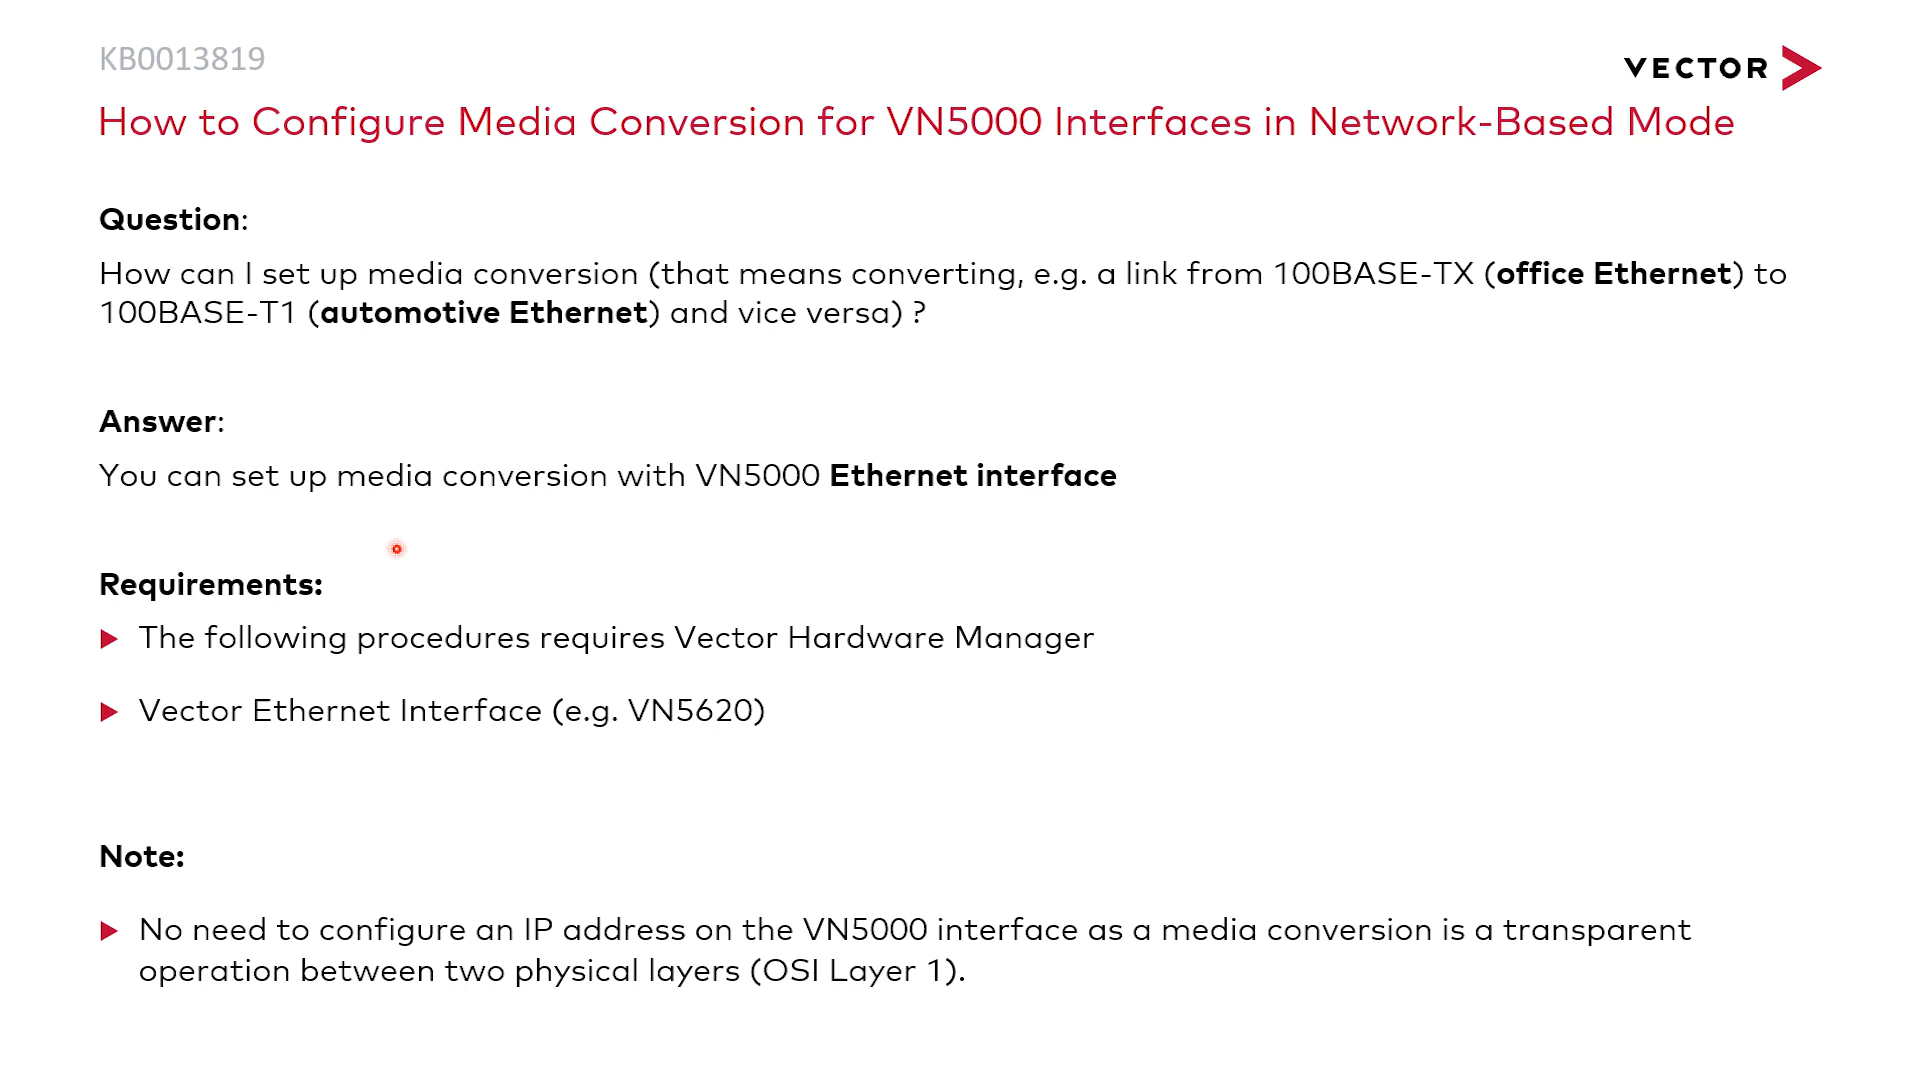 KB0013819
VECTOR
How to Configure Media Conversion for VN5000 Interfaces in Network-Based Mode
Question:
How can I set up media conversion (that means converting, e.g. a link from 100BASE-TX (office Ethernet) to
100BASE-T1 (automotive Ethernet) and vice versa) ?
Answer:
You can set up media conversion with VN5000 Ethernet interface
Requirements:
The following procedures requires Vector Hardware Manager
Vector Ethernet Interface (e.g. VN5620)
Note:
No need to configure an IP address on the VN5000 interface as a media conversion is a transparent
operation between two physical layers (OSI Layer 1).